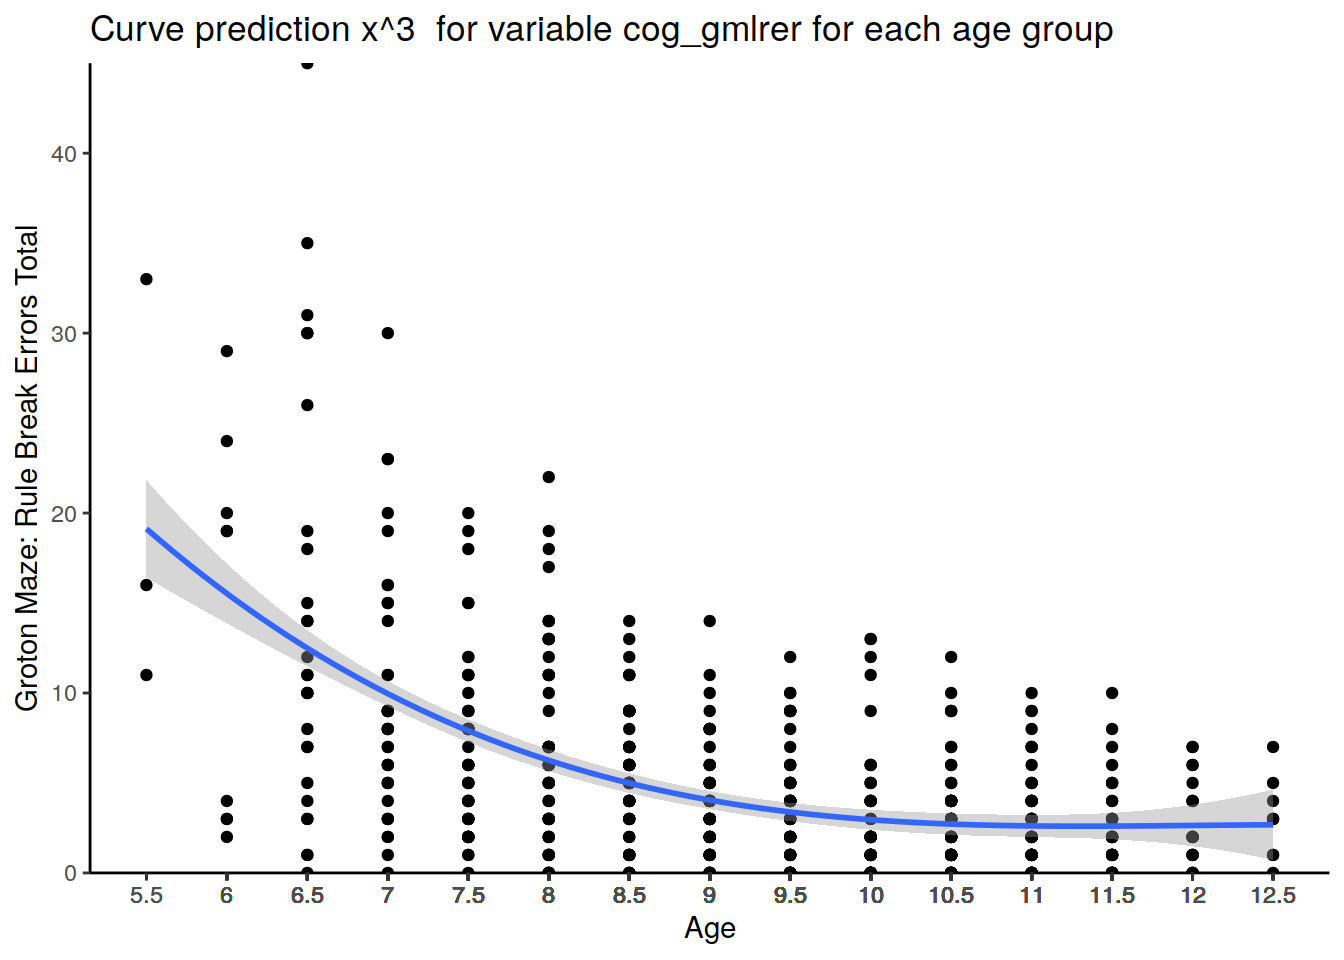 Curve prediction x^3  for variable cog_gmlrer for each age group
Groton Maze: Rule Break Errors Total
40
30
20
10
0
5.5 6 6.5 7 7.5 8 8.5 9 9.5 10 10.5 11 11.5 12 12.5
Age